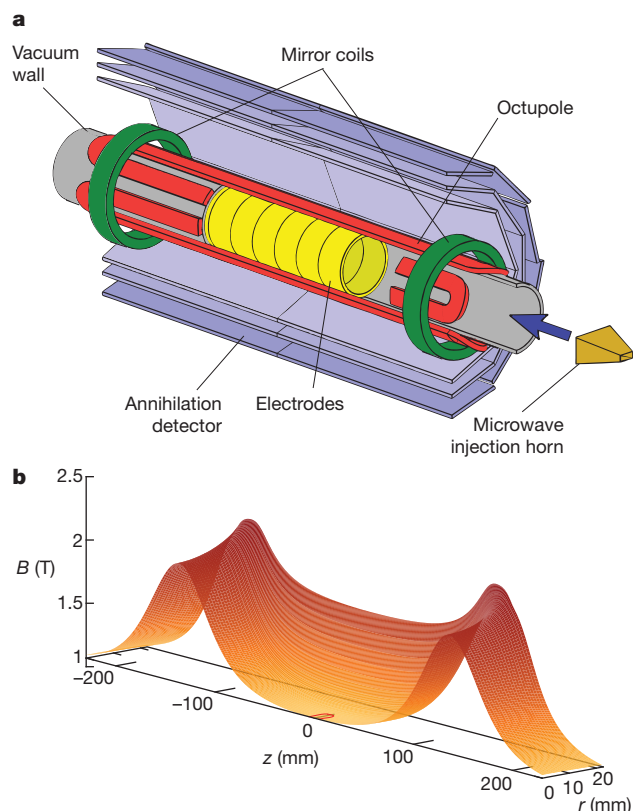 a
Vacuum
wall
Mirror coils
Octupole
Annihilation
detector
Electrodes
Microwave
injection horn
b
2.5
2
B (T)
1.5
1
−200
−100
0
z (mm)
100
200
0 10 20
r (mm)